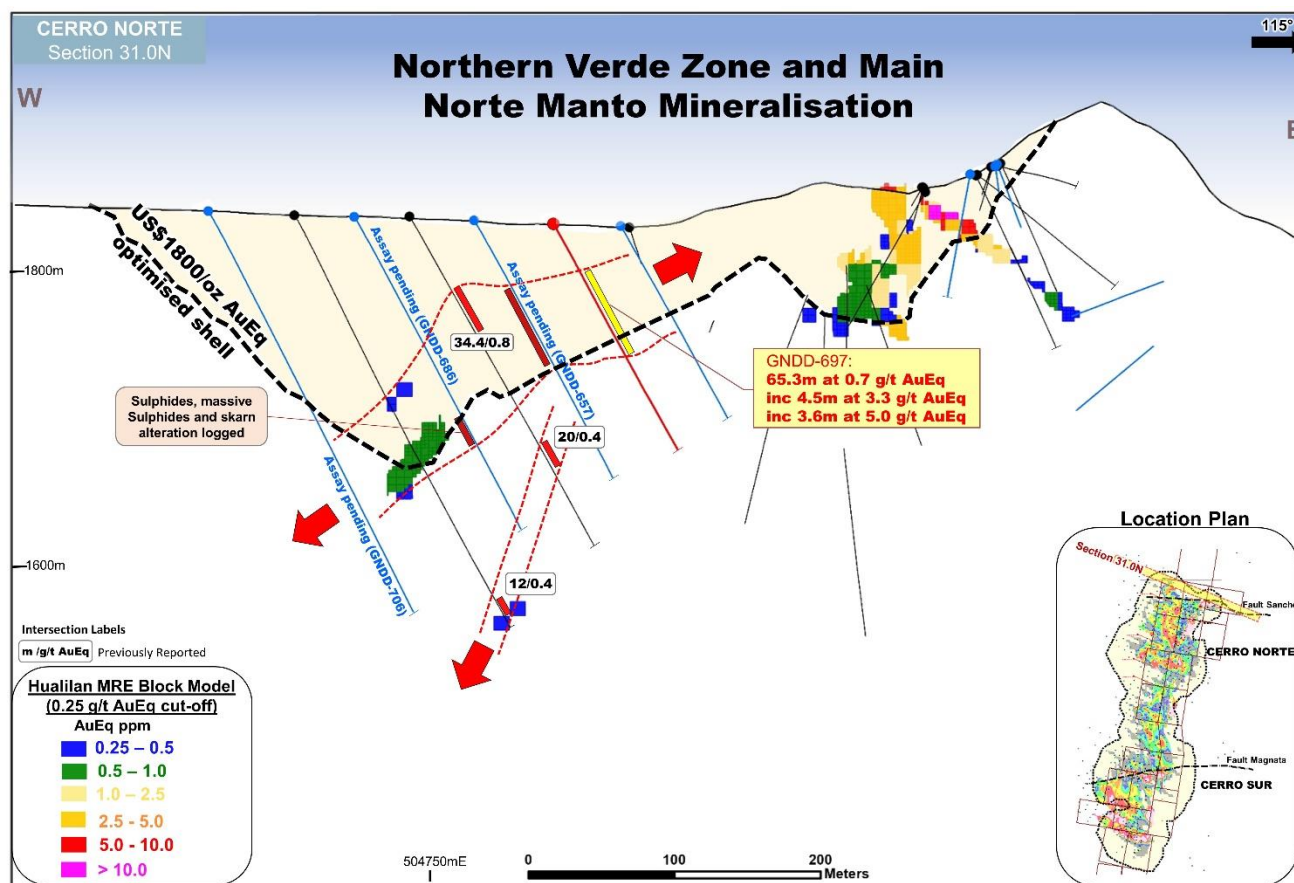 CERRO NORTE
Section 31.0N
Northern Verde Zone and Main
Norte Manto Mineralisation
115°
W
E
US$1800/oz AuEq
optimised shell
1800m
1600m
Assay pending (GNDD-686)
Assay pending (GNDD-657)
Assay pending (GNDD-706)
34.4/0.8
20/0.4
12/0.4
Sulphides, massive
Sulphides and skarn
alteration logged
GNDD-697:
65.3m at 0.7 g/t AuEq
inc 4.5m at 3.3 g/t AuEq
inc 3.6m at 5.0 g/t AuEq
Intersection Labels
m /g/t AuEq Previously Reported
Hualilan MRE Block Model
(0.25 g/t AuEq cut-off)
AuEq ppm
0.25 – 0.5
0.5 – 1.0
1.0 – 2.5
2.5 - 5.0
5.0 - 10.0
> 10.0
504750mE
0 100 200
Meters
Location Plan
Section 31.0N
Fault Sanche
CERRO NORTE
Fault Magnata
CERRO SUR